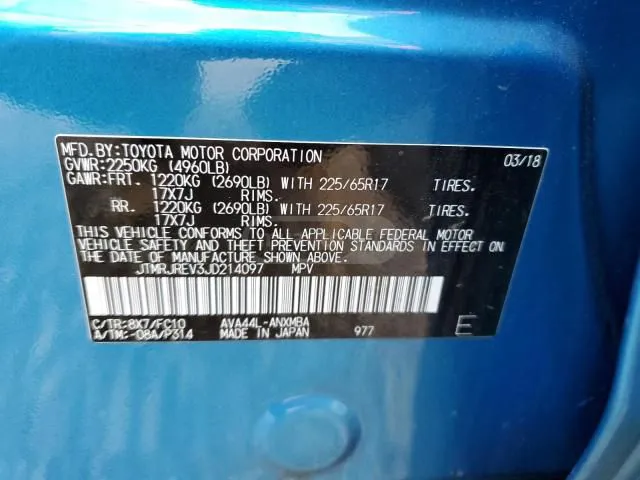 MFD.BY:TOYOTA MOTOR CORPORATION 03/18
GVWR:2250KG (4960LB)
GAWR:FRT. 1220KG (2690LB) WITH 225/65R17 TIRES.
17X7J RIMS.
RR. 1220KG (2690LB) WITH 225/65R17 TIRES.
17X7J RIMS.
THIS VEHICLE CONFORMS TO ALL APPLICABLE FEDERAL MOTOR
VEHICLE SAFETY AND THEFT PREVENTION STANDARDS IN EFFECT ON
THE DATE OF MANUFACTURE SHOWN ABOVE.
JTMRJREV3JD214097 MPV
C/TR:8X7/FC10 AVA44L-ANXMBA
A/TM:-08A/P314 MADE IN JAPAN 977 E